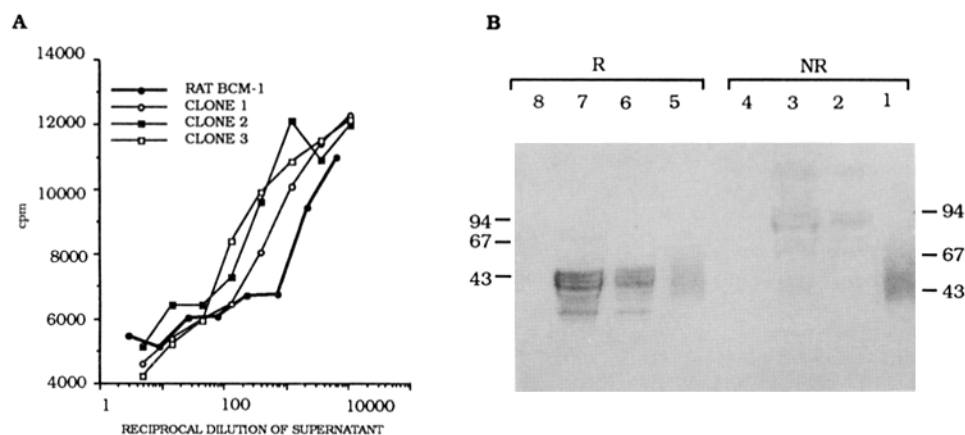 A
14000
12000
10000
8000
6000
4000
cpm
RAT BCM-1
CLONE 1
CLONE 2
CLONE 3
1
100
10000
RECIPROCAL DILUTION OF SUPERNATANT
B
R
NR
8 7 6 5 4 3 2 1
94
67
43
94
67
43